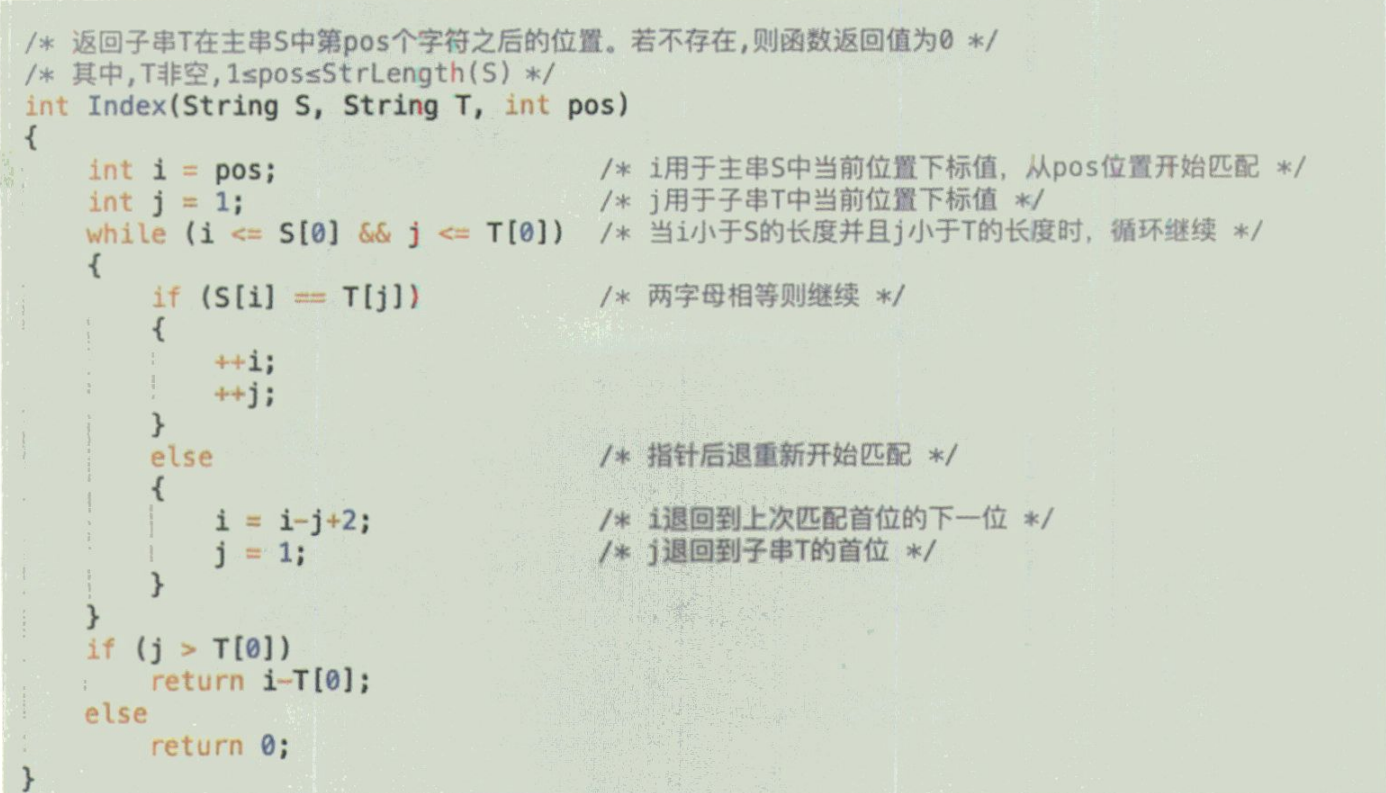 /* 返回子串T在主串S中第pos个字符之后的位置。若不存在,则函数返回值为0 */
/* 其中,T非空,1≤pos≤StrLength(S) */
int Index(String S, String T, int pos)
{
    int i = pos; /* i用于主串S中当前位置下标值, 从pos位置开始匹配 */
    int j = 1; /* j用于子串T中当前位置下标值 */
    while (i <= S[0] && j <= T[0]) /* 当i小于S的长度并且j小于T的长度时, 循环继续 */
    {
        if (S[i] == T[j]) /* 两字母相等则继续 */
        {
            ++i;
            ++j;
        }
        else /* 指针后退重新开始匹配 */
        {
            i = i-j+2; /* i退回到上次匹配首位的下一位 */
            j = 1; /* j退回到子串T的首位 */
        }
    }
    if (j > T[0])
        return i-T[0];
    else
        return 0;
}